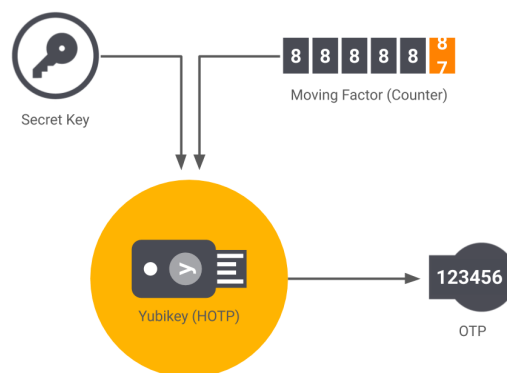 8 8 8 8 8 8
7
Secret Key
Moving Factor (Counter)
Yubikey (HOTP)
123456
OTP